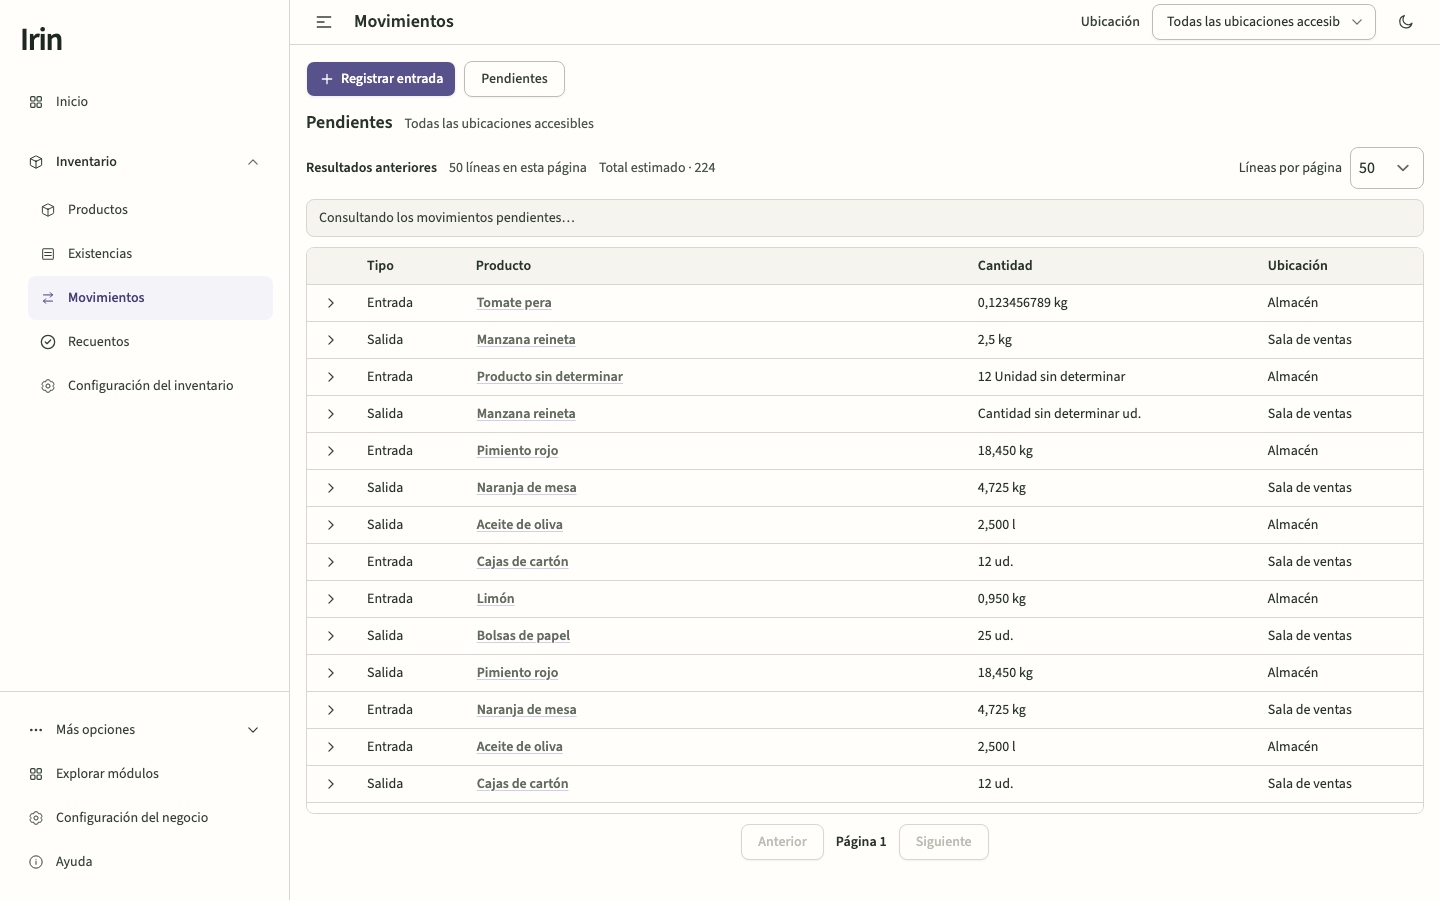 Irin
Inicio
Inventario
Productos
Existencias
Movimientos
Recuentos
Configuración del inventario
Más opciones
Explorar módulos
Configuración del negocio
Ayuda
Movimientos
Ubicación Todas las ubicaciones accesib
Registrar entrada Pendientes
Pendientes Todas las ubicaciones accesibles
Resultados anteriores 50 líneas en esta página Total estimado · 224 Líneas por página 50
Consultando los movimientos pendientes…
Tipo Producto Cantidad Ubicación
Entrada Tomate pera 0,123456789 kg Almacén
Salida Manzana reineta 2,5 kg Sala de ventas
Entrada Producto sin determinar 12 Unidad sin determinar Almacén
Salida Manzana reineta Cantidad sin determinar ud. Sala de ventas
Entrada Pimiento rojo 18,450 kg Almacén
Salida Naranja de mesa 4,725 kg Sala de ventas
Salida Aceite de oliva 2,500 l Almacén
Entrada Cajas de cartón 12 ud. Sala de ventas
Entrada Limón 0,950 kg Almacén
Salida Bolsas de papel 25 ud. Sala de ventas
Salida Pimiento rojo 18,450 kg Almacén
Entrada Naranja de mesa 4,725 kg Sala de ventas
Entrada Aceite de oliva 2,500 l Almacén
Salida Cajas de cartón 12 ud. Sala de ventas
Anterior Página 1 Siguiente